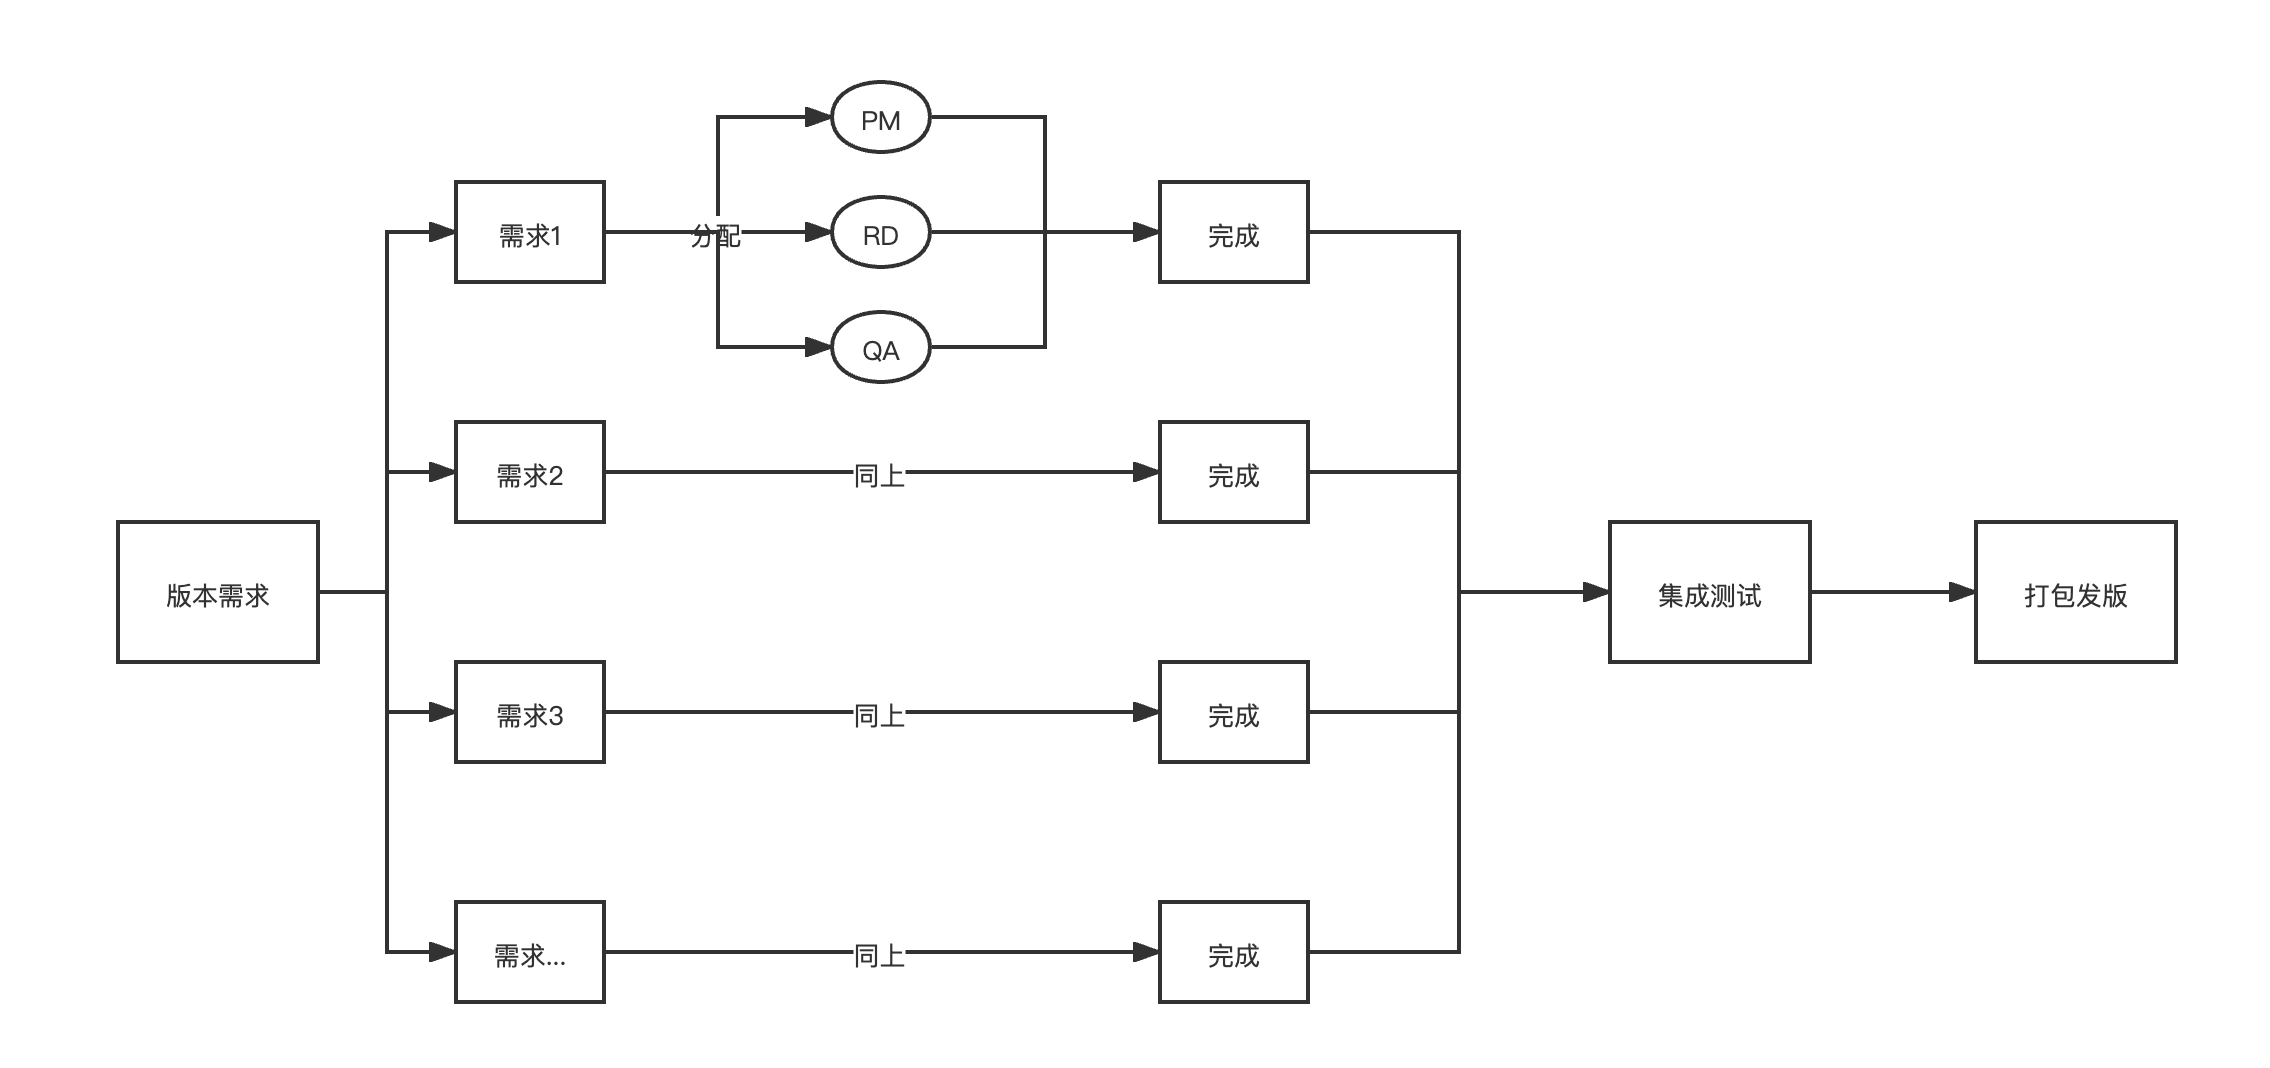 PM
需求1
分配
RD
完成
QA
需求2
同上
完成
版本需求
集成测试
打包发版
需求3
同上
完成
需求...
同上
完成